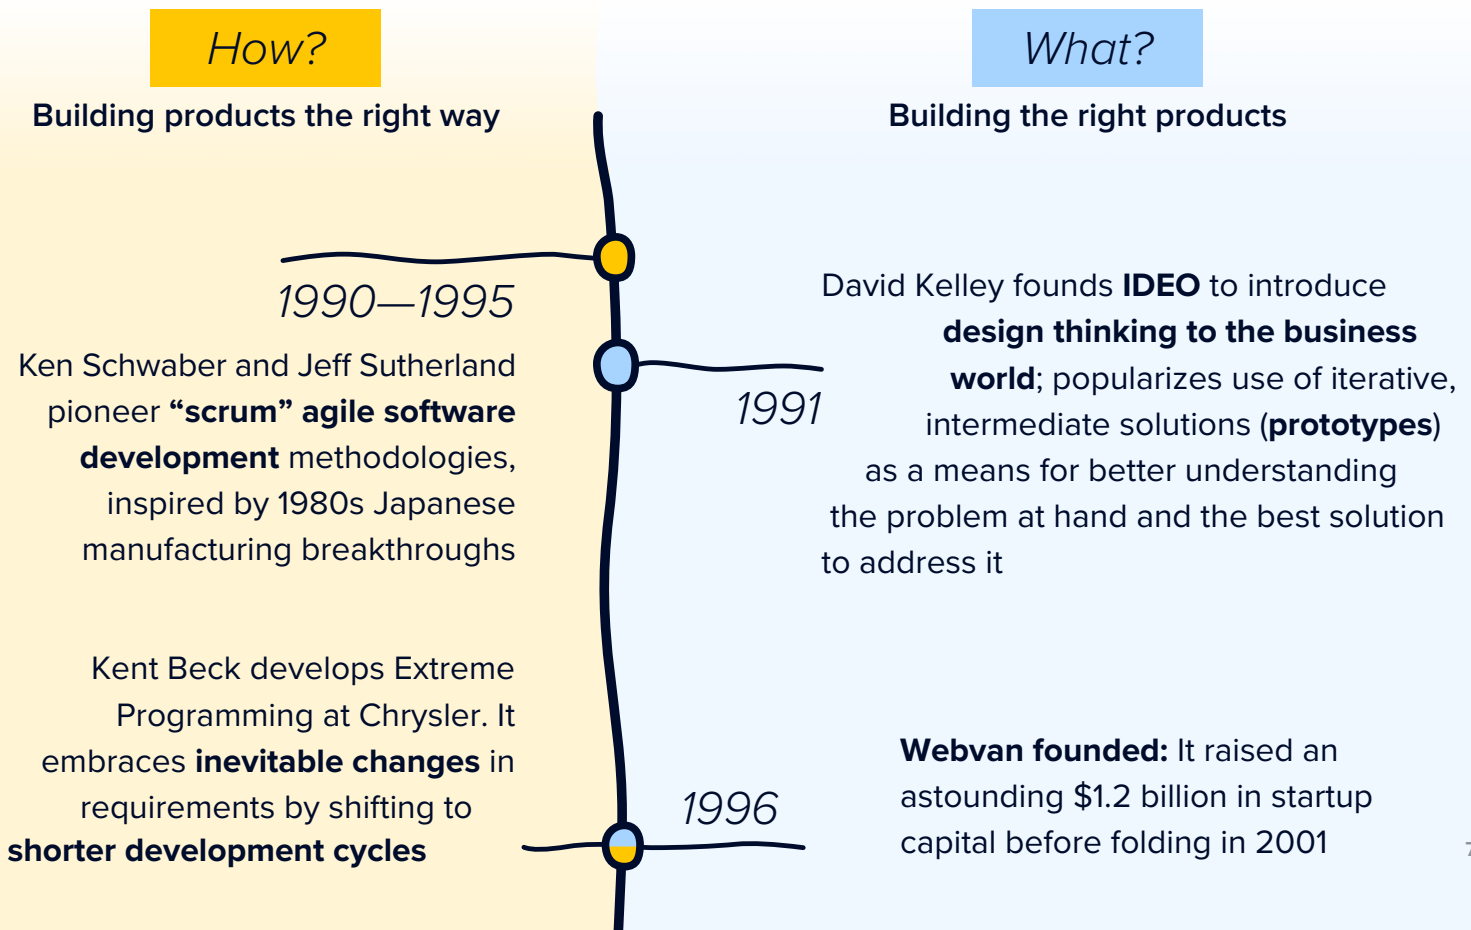 How?
Building products the right way
1990—1995
Ken Schwaber and Jeff Sutherland
pioneer “scrum” agile software
development methodologies,
inspired by 1980s Japanese
manufacturing breakthroughs
Kent Beck develops Extreme
Programming at Chrysler. It
embraces inevitable changes in
requirements by shifting to
shorter development cycles
What?
Building the right products
David Kelley founds IDEO to introduce
design thinking to the business
world; popularizes use of iterative,
intermediate solutions (prototypes)
as a means for better understanding
the problem at hand and the best solution
to address it
1991
1996
Webvan founded: It raised an
astounding $1.2 billion in startup
capital before folding in 2001